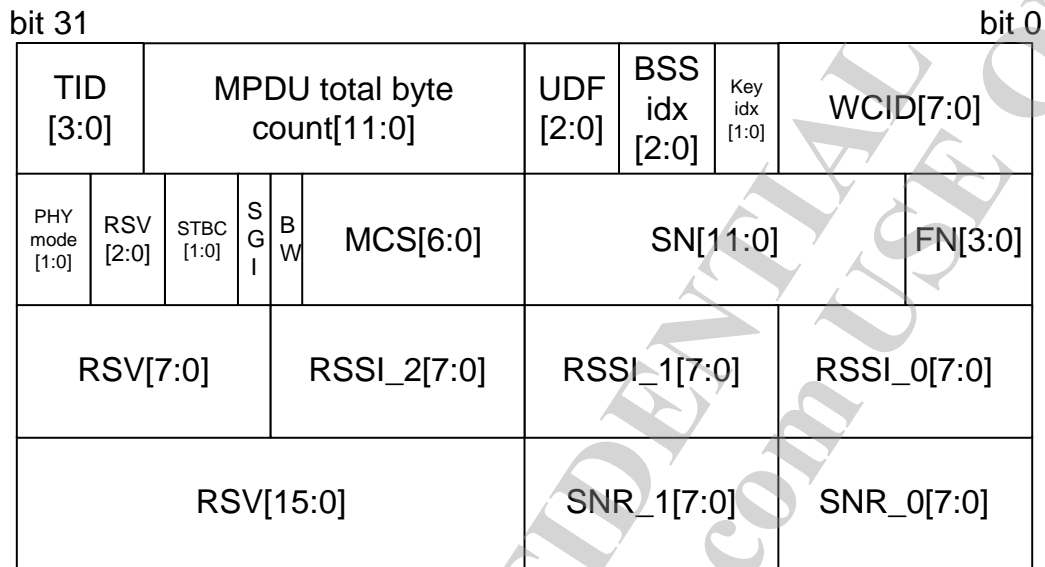 bit 31 bit 0
TID [3:0]
MPDU total byte count[11:0]
UDF [2:0]
BSS idx [2:0]
Key idx [1:0]
WCID[7:0]
PHY mode [1:0]
RSV [2:0]
STBC [1:0]
S G I
B W
MCS[6:0]
SN[11:0]
FN[3:0]
RSV[7:0]
RSSI_2[7:0]
RSSI_1[7:0]
RSSI_0[7:0]
RSV[15:0]
SNR_1[7:0]
SNR_0[7:0]
IDENTIAL
com USE O